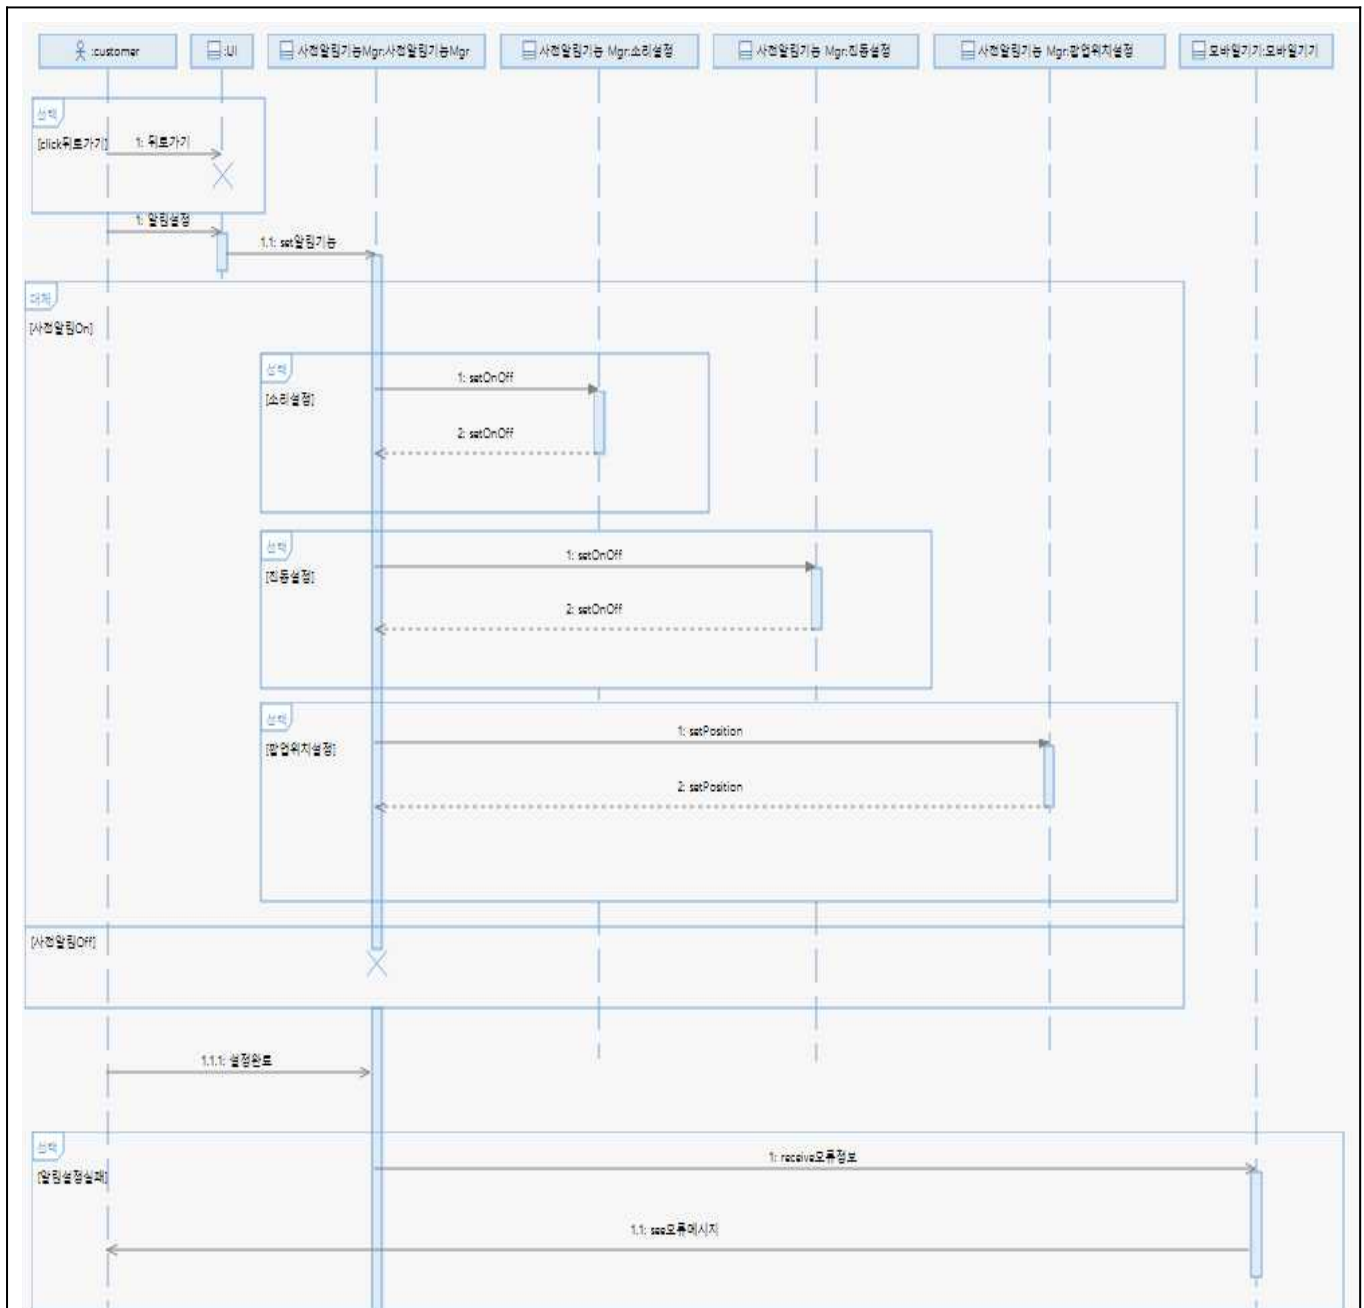 :customer
:UI
사전알림기능Mgr:사전알림기능Mgr
사전알림기능 Mgr:소리설정
사전알림기능 Mgr:진동설정
사전알림기능 Mgr:팝업위치설정
모바일기기:모바일기기
선택
[click뒤로가기]
1: 뒤로가기
1: 알림설정
1.1: set알림기능
대체
[사전알림On]
선택
[소리설정]
1: setOnOff
2: setOnOff
선택
[진동설정]
1: setOnOff
2: setOnOff
선택
[팝업위치설정]
1: setPosition
2: setPosition
[사전알림Off]
1.1.1: 설정완료
선택
[알림설정실패]
1: receive오류정보
1.1: see오류메시지